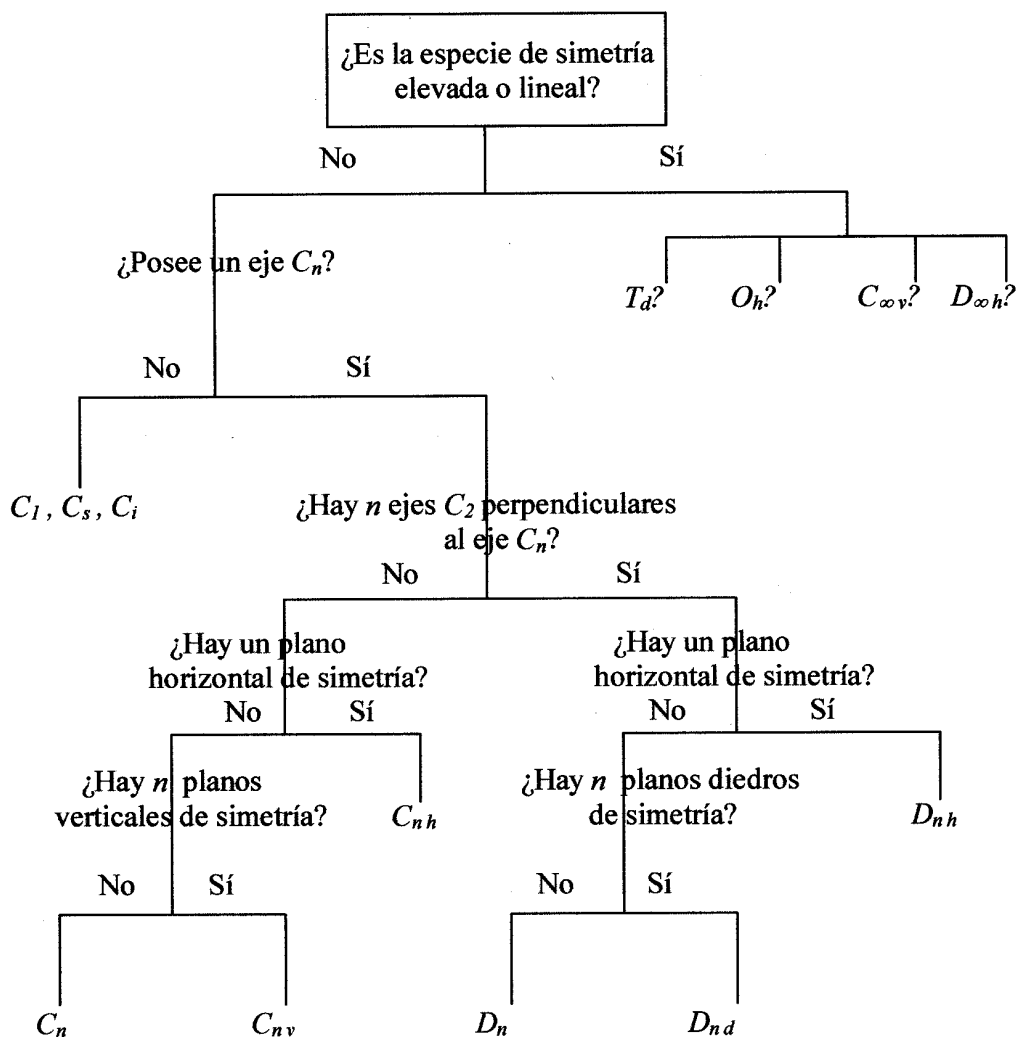 ¿Es la especie de simetría
elevada o lineal?
No
Sí
¿Posee un eje Cn?
Td? Oh? C∞v? D∞h?
No
Sí
C1, Cs, Ci
¿Hay n ejes C2 perpendiculares
al eje Cn?
No
Sí
¿Hay un plano
horizontal de simetría?
¿Hay un plano
horizontal de simetría?
No
Sí
No
Sí
¿Hay n planos
verticales de simetría?
Cnh
¿Hay n planos diedros
de simetría?
Dnh
No
Sí
No
Sí
Cn
Cnv
Dn
Dnd